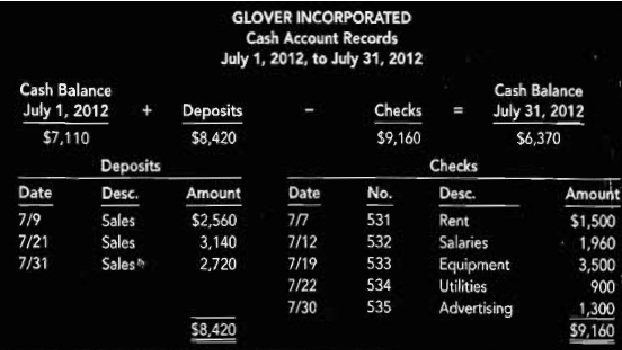 GLOVER INCORPORATED
Cash Account Records
July 1, 2012, to July 31, 2012
Cash Balance Cash Balance
July 1, 2012 + Deposits – Checks = July 31, 2012
$7,110 $8,420 $9,160 $6,370
Deposits Checks
Date Desc. Amount Date No. Desc. Amount
7/9 Sales $2,560 7/7 531 Rent $1,500
7/21 Sales 3,140 7/12 532 Salaries 1,960
7/31 Sales 2,720 7/19 533 Equipment 3,500
7/22 534 Utilities 900
7/30 535 Advertising 1,300
$8,420 $9,160